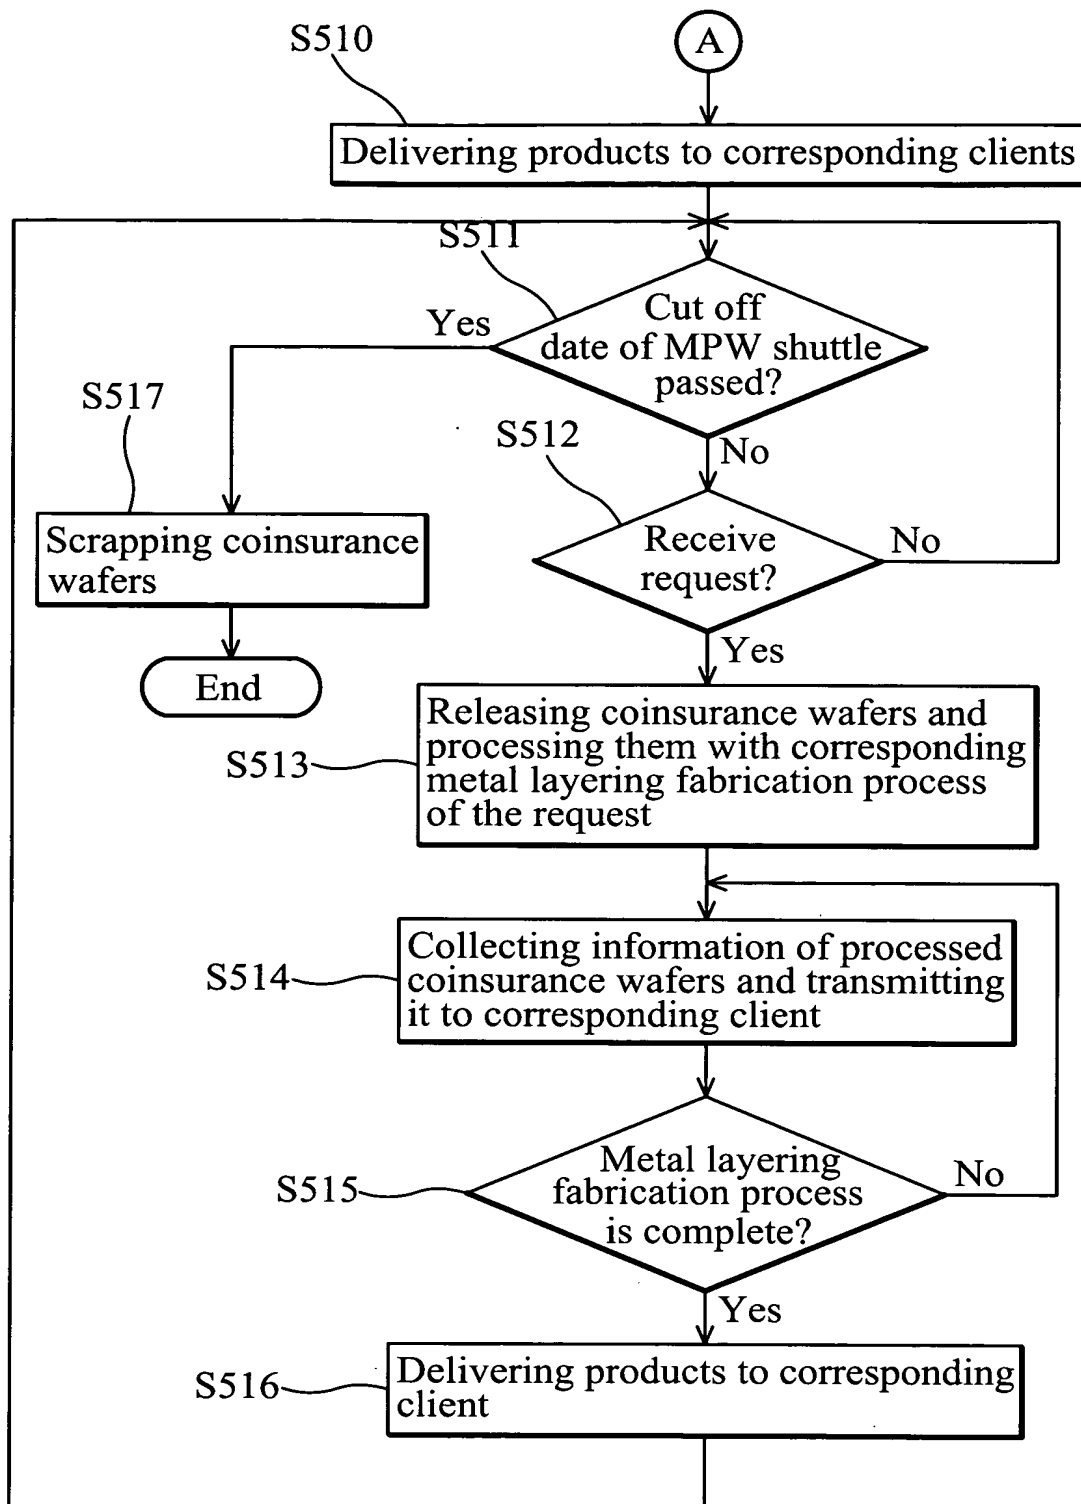 S510
A
Delivering products to corresponding clients
S511
Cut off
date of MPW shuttle
passed?
Yes
S517
S512
No
Scrapping coinsurance
wafers
Receive
request?
No
Yes
End
S513
Releasing coinsurance wafers and
processing them with corresponding
metal layering fabrication process
of the request
S514
Collecting information of processed
coinsurance wafers and transmitting
it to corresponding client
S515
Metal layering
fabrication process
is complete?
No
Yes
S516
Delivering products to corresponding
client